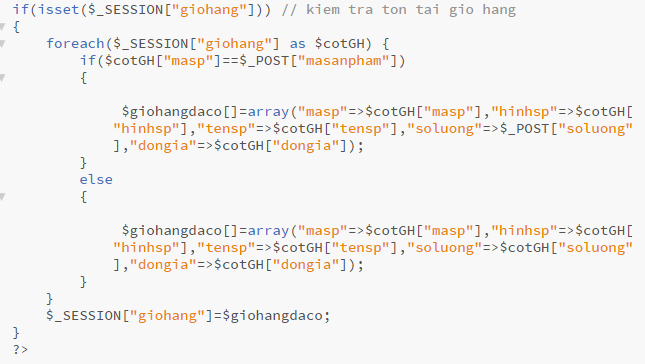 if(isset($_SESSION["giohang"])) // kiem tra ton tai gio hang
{
    foreach($_SESSION["giohang"] as $cotGH) {
        if($cotGH["masp"]==$_POST["masanpham"])
        {

             $giohangdaco[]=array("masp"=>$cotGH["masp"],"hinhsp"=>$cotGH[
            "hinhsp"],"tensp"=>$cotGH["tensp"],"soluong"=>$_POST["soluong"
            ],"dongia"=>$cotGH["dongia"]);
        }
        else
        {

             $giohangdaco[]=array("masp"=>$cotGH["masp"],"hinhsp"=>$cotGH[
            "hinhsp"],"tensp"=>$cotGH["tensp"],"soluong"=>$cotGH["soluong"
            ],"dongia"=>$cotGH["dongia"]);
        }
    }
    $_SESSION["giohang"]=$giohangdaco;
}
?>